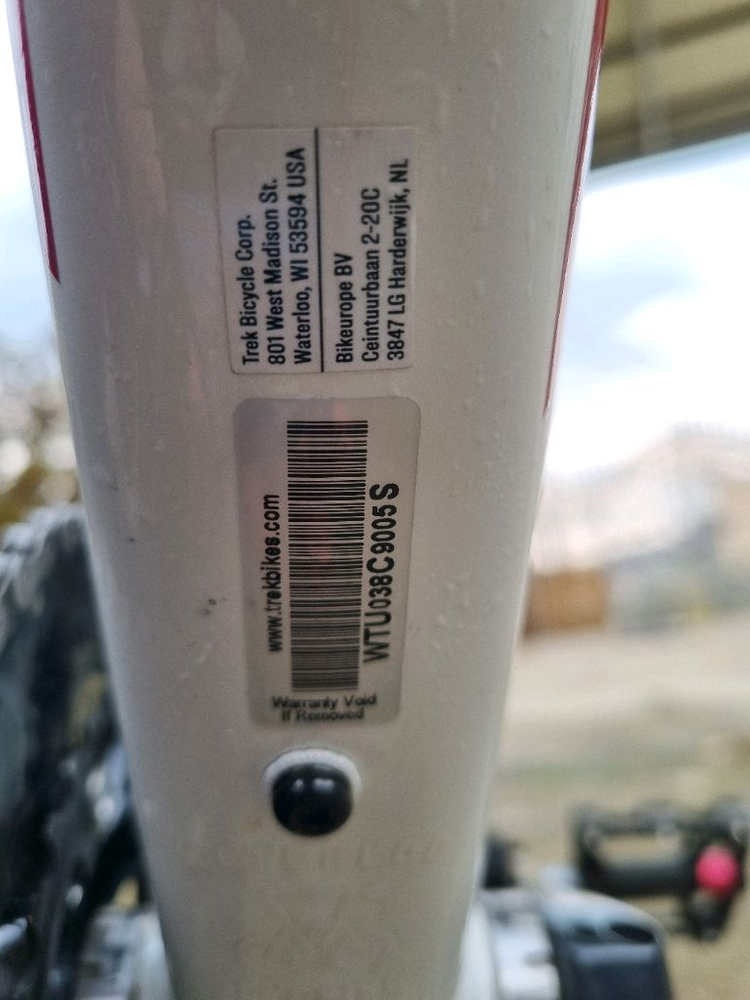 Trek Bicycle Corp.
801 West Madison St.
Waterloo, WI 53594 USA
Bikeurope BV
Ceintuurbaan 2-20C
3847 LG Harderwijk, NL
www.trekbikes.com
WTU038C9005S
Warranty Void
If Removed